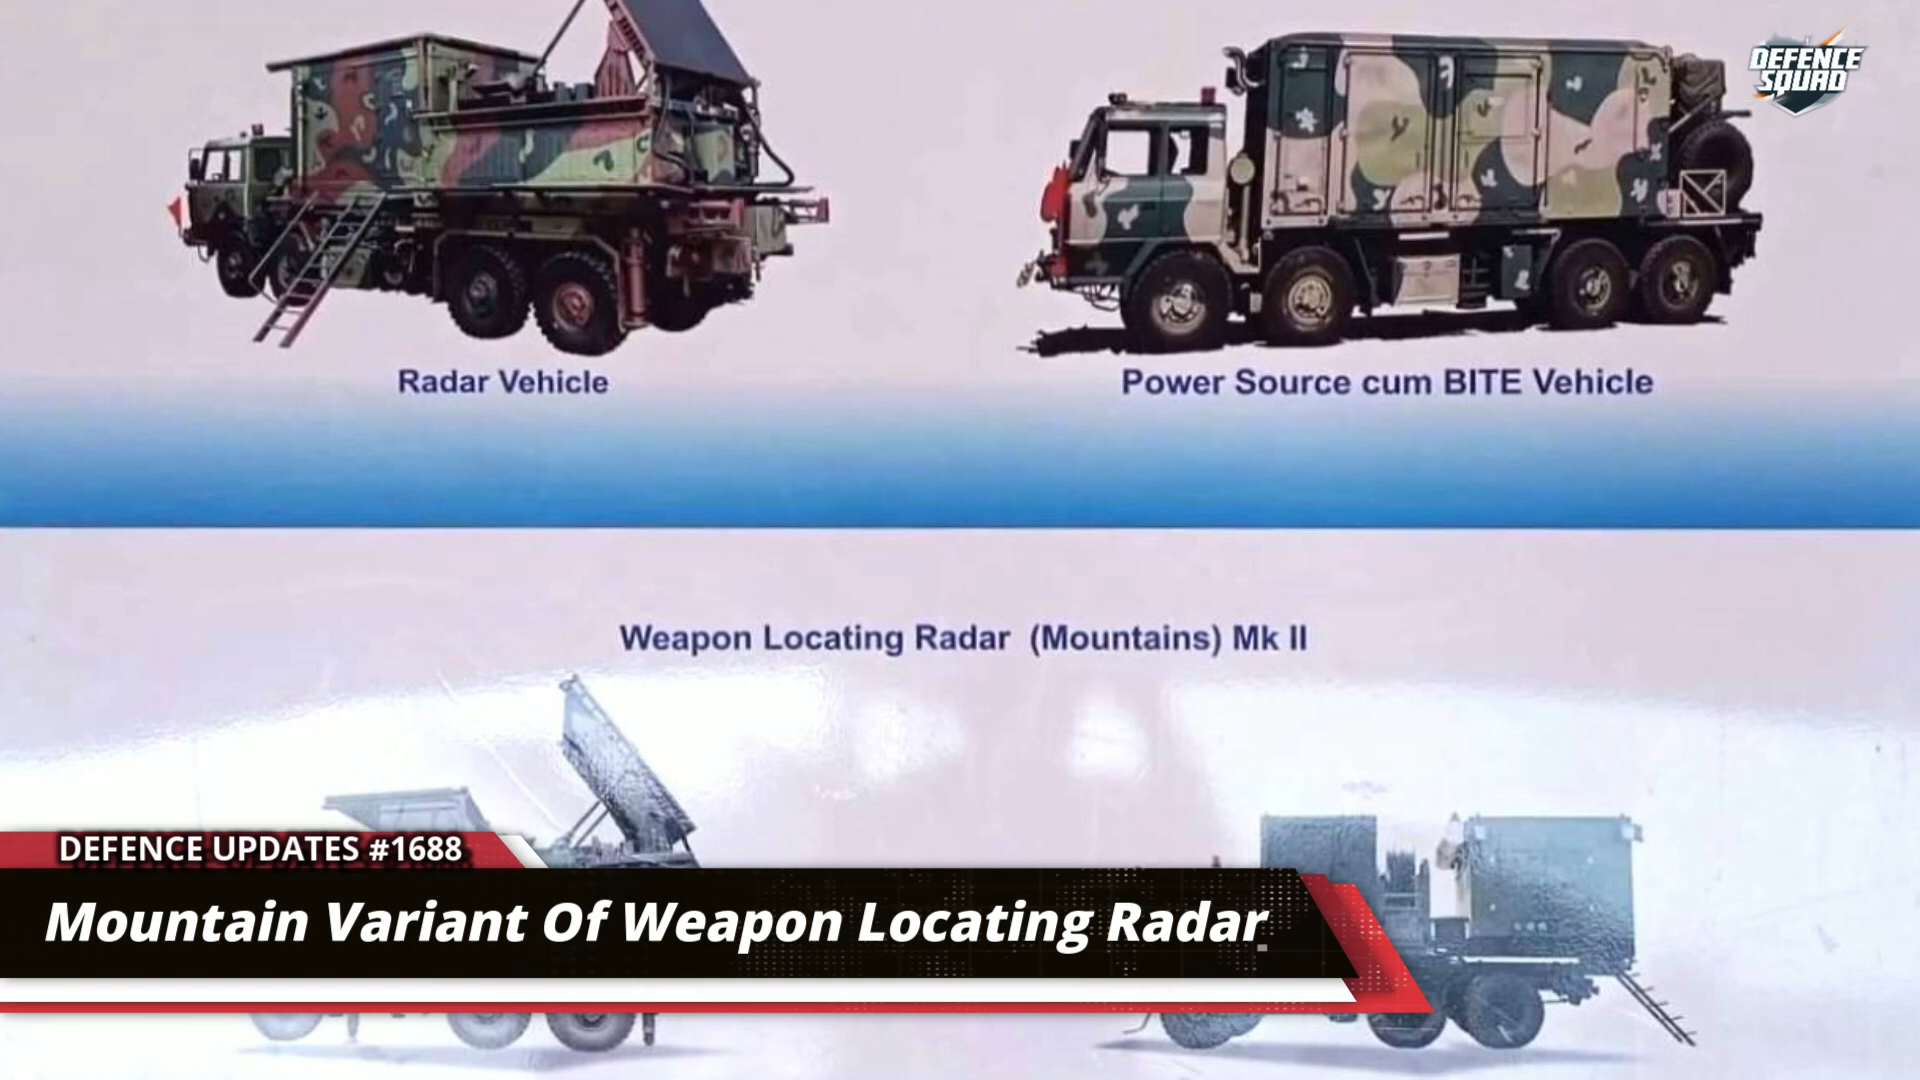 DEFENCE
SQUAD
Radar Vehicle
Power Source cum BITE Vehicle
Weapon Locating Radar (Mountains) Mk II
DEFENCE UPDATES #1688
Mountain Variant Of Weapon Locating Radar